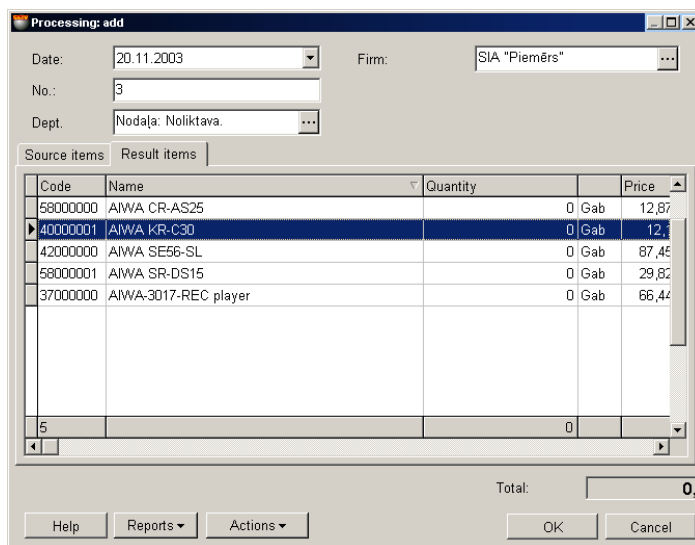 Processing: add
Date: 20.11.2003 Firm: SIA "Piemērs" ...
No.: 3
Dept. Nodaļa: Noliktava. ...
Source items Result items
Code Name Quantity Price
58000000 AIWA CR-AS25 0 Gab 12,87
40000001 AIWA KR-C30 0 Gab 12,1
42000000 AIWA SE56-SL 0 Gab 87,45
58000001 AIWA SR-DS15 0 Gab 29,82
37000000 AIWA-3017-REC player 0 Gab 66,44
5 0
Total: 0,
Help Reports Actions OK Cancel